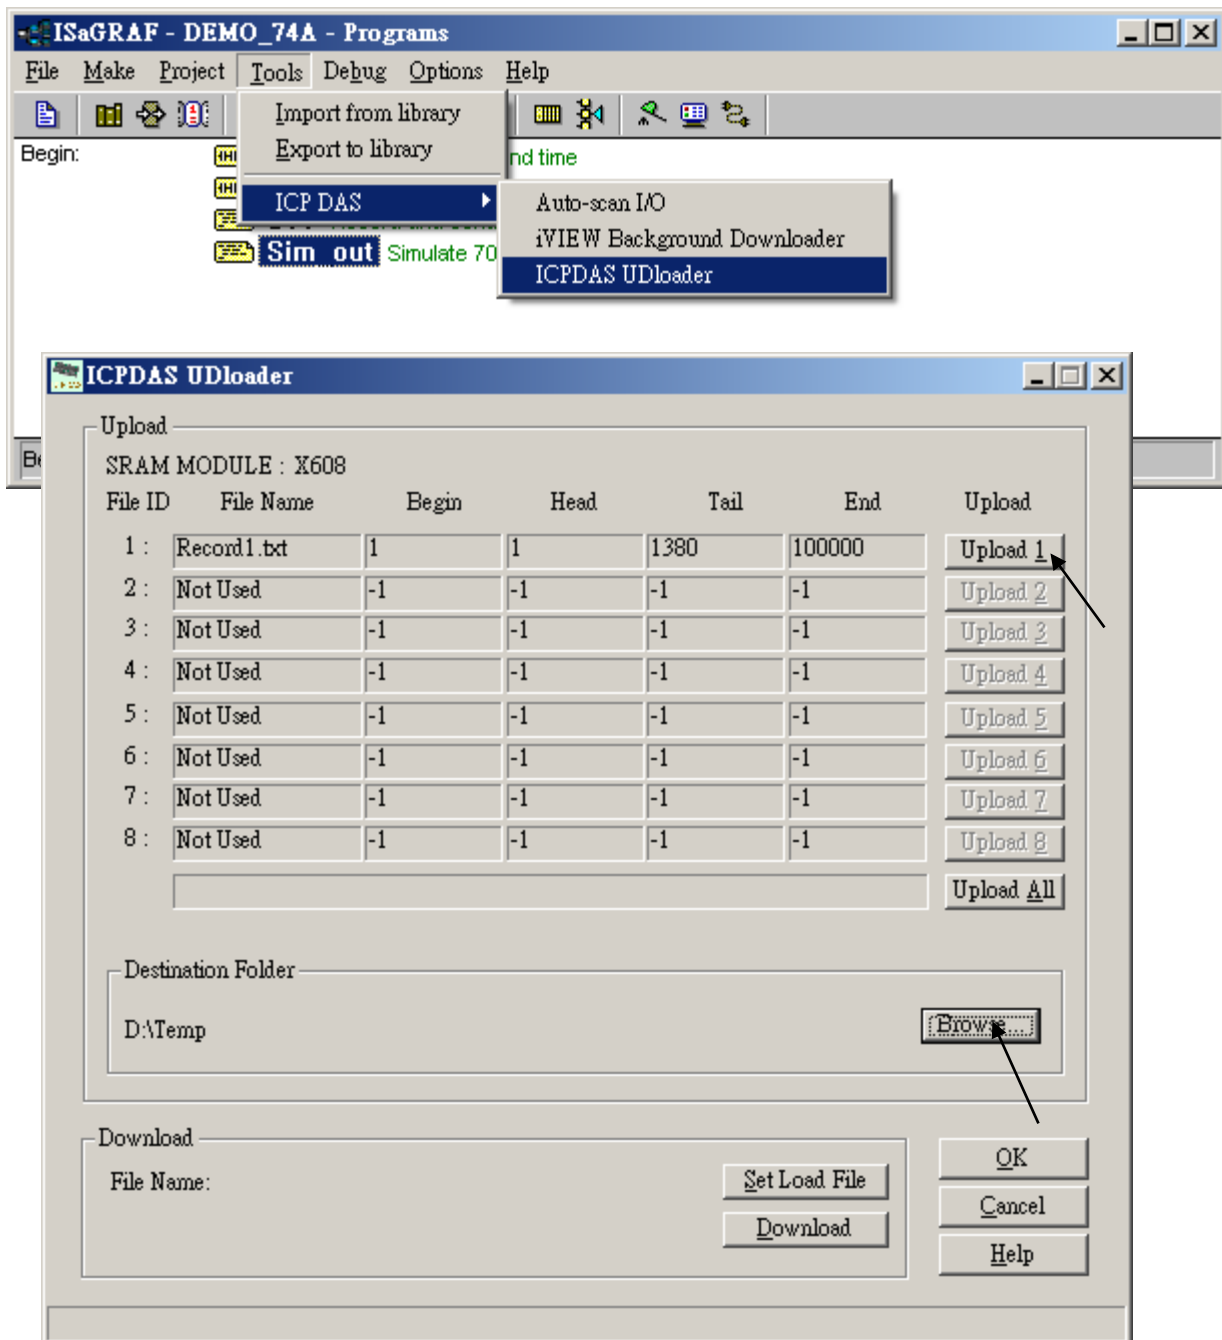 ISaGRAF - DEMO_74A - Programs
File Make Project Tools Debug Options Help
Import from library
Export to library
ICP DAS
Auto-scan I/O
iVIEW Background Downloader
ICPDAS UDloader
Begin:
nd time
Sim_out Simulate 70
ICPDAS UDloader
Upload
SRAM MODULE : X608
File ID File Name Begin Head Tail End Upload
1 : Record1.txt 1 1 1380 100000 Upload 1
2 : Not Used -1 -1 -1 -1 Upload 2
3 : Not Used -1 -1 -1 -1 Upload 3
4 : Not Used -1 -1 -1 -1 Upload 4
5 : Not Used -1 -1 -1 -1 Upload 5
6 : Not Used -1 -1 -1 -1 Upload 6
7 : Not Used -1 -1 -1 -1 Upload 7
8 : Not Used -1 -1 -1 -1 Upload 8
Upload All
Destination Folder
D:\Temp Browse...
Download
File Name: Set Load File
Download
OK
Cancel
Help